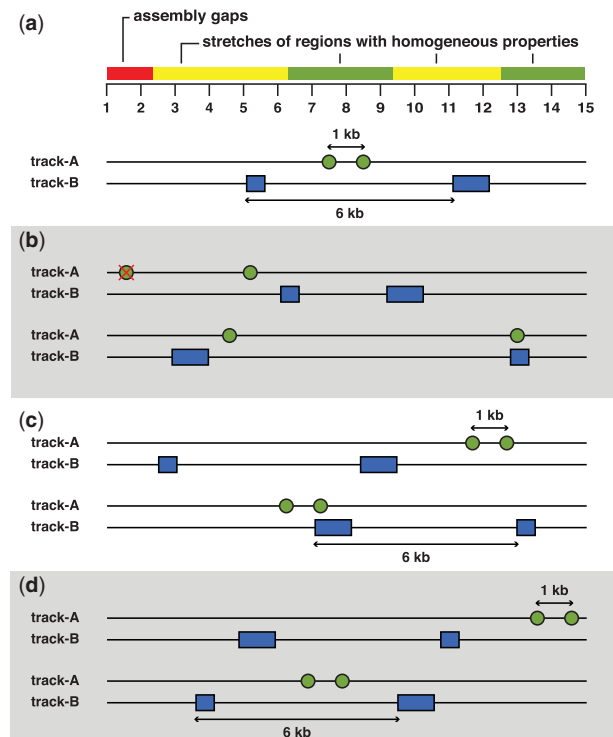 (a)
assembly gaps
stretches of regions with homogeneous properties
1 2 3 4 5 6 7 8 9 10 11 12 13 14 15
1 kb
track-A
track-B
6 kb
(b)
track-A
track-B
track-A
track-B
(c)
1 kb
track-A
track-B
track-A
track-B
6 kb
(d)
1 kb
track-A
track-B
track-A
track-B
6 kb